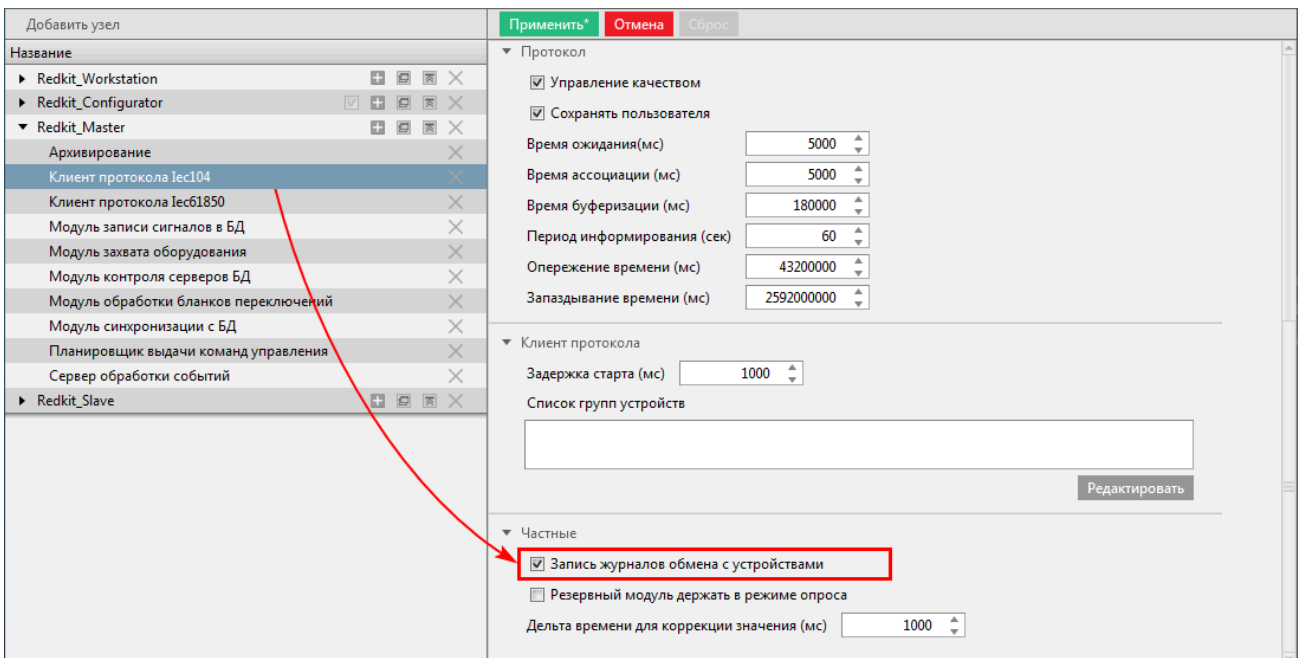 Добавить узел
Название
Redkit_Workstation
Redkit_Configurator
Redkit_Master
Архивирование
Клиент протокола Iec104
Клиент протокола Iec61850
Модуль записи сигналов в БД
Модуль захвата оборудования
Модуль контроля серверов БД
Модуль обработки бланков переключений
Модуль синхронизации с БД
Планировщик выдачи команд управления
Сервер обработки событий
Redkit_Slave
Применить* Отмена Сброс
Протокол
Управление качеством
Сохранять пользователя
Время ожидания(мс) 5000
Время ассоциации (мс) 5000
Время буферизации (мс) 180000
Период информирования (сек) 60
Опережение времени (мс) 43200000
Запаздывание времени (мс) 2592000000
Клиент протокола
Задержка старта (мс) 1000
Список групп устройств
Редактировать
Частные
Запись журналов обмена с устройствами
Резервный модуль держать в режиме опроса
Дельта времени для коррекции значения (мс) 1000